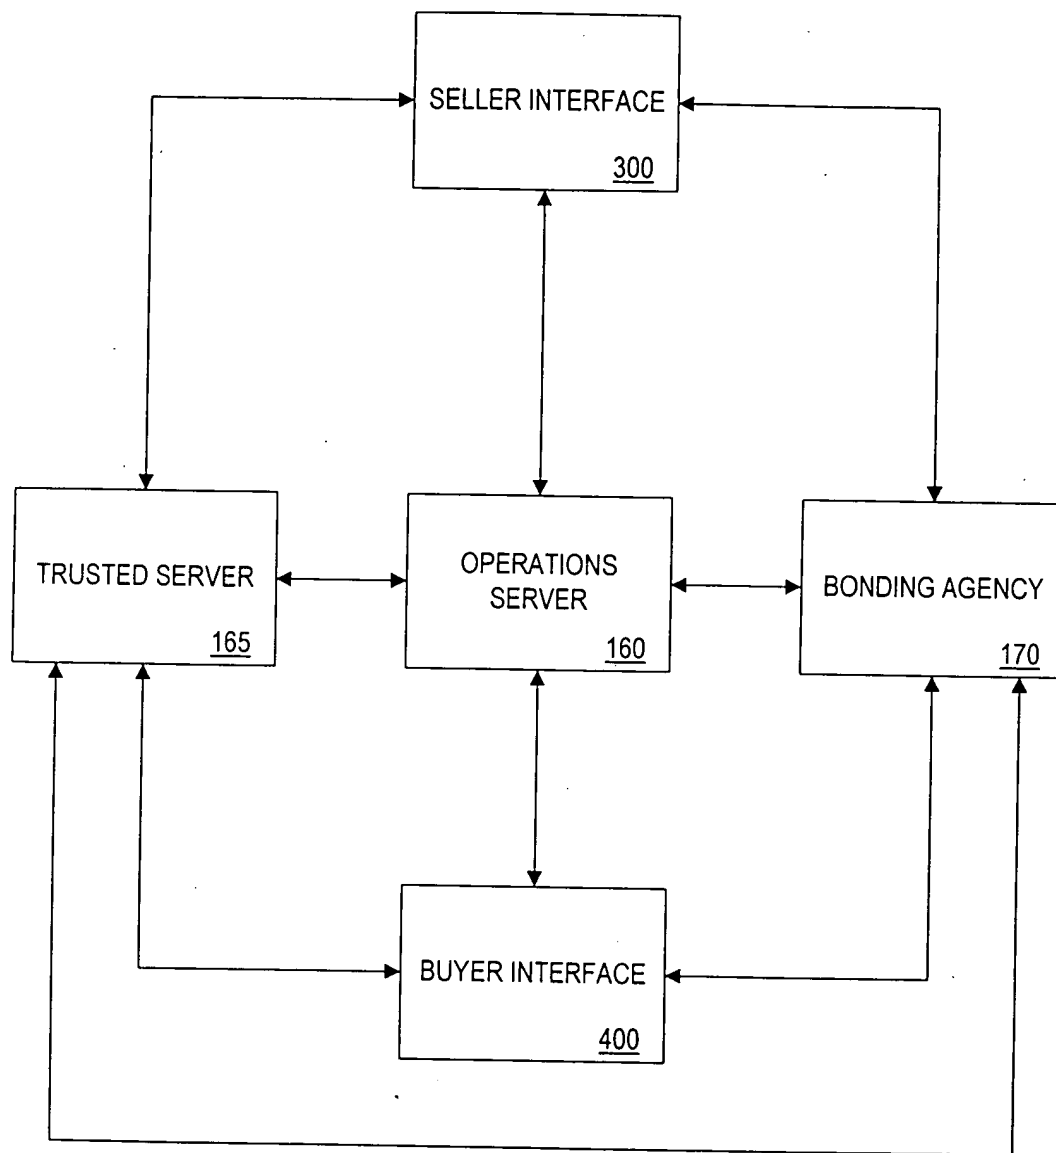 SELLER INTERFACE
300
TRUSTED SERVER
165
OPERATIONS
SERVER
160
BONDING AGENCY
170
BUYER INTERFACE
400